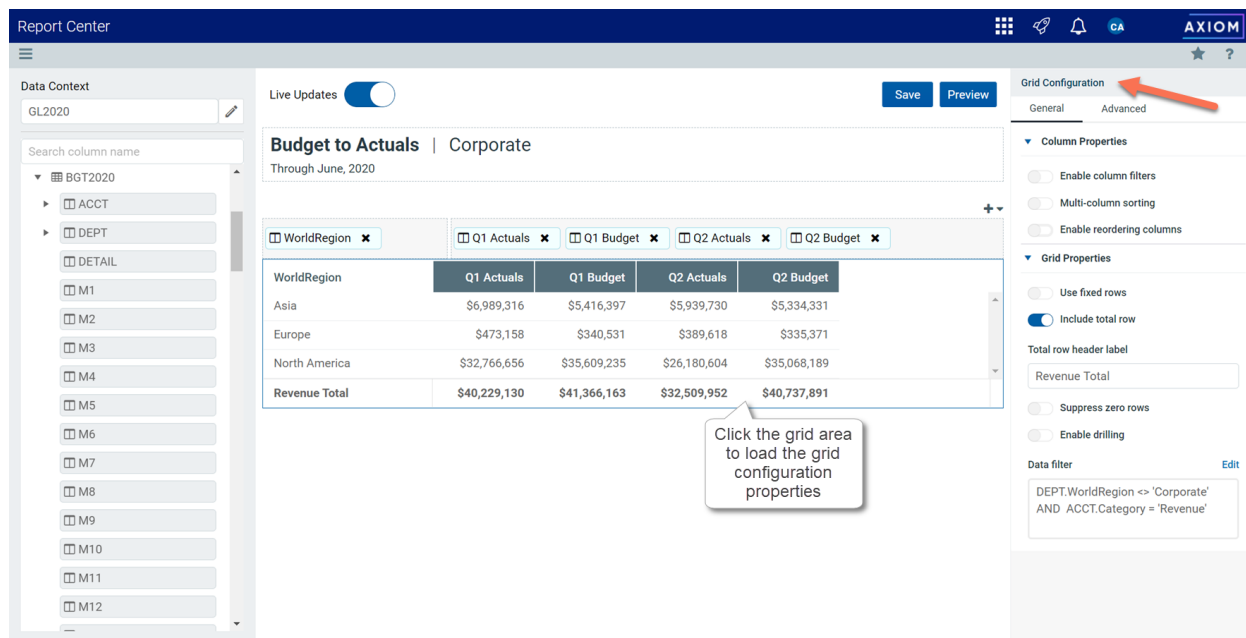 Report Center
CA
AXIOM
?
Data Context
GL2020
Search column name
BGT2020
ACCT
DEPT
DETAIL
M1
M2
M3
M4
M5
M6
M7
M8
M9
M10
M11
M12
Live Updates
Save Preview
Budget to Actuals | Corporate
Through June, 2020
WorldRegion Q1 Actuals Q1 Budget Q2 Actuals Q2 Budget
WorldRegion Q1 Actuals Q1 Budget Q2 Actuals Q2 Budget
Asia $6,989,316 $5,416,397 $5,939,730 $5,334,331
Europe $473,158 $340,531 $389,618 $335,371
North America $32,766,656 $35,609,235 $26,180,604 $35,068,189
Revenue Total $40,229,130 $41,366,163 $32,509,952 $40,737,891
Click the grid area
to load the grid
configuration
properties
Grid Configuration
General Advanced
Column Properties
Enable column filters
Multi-column sorting
Enable reordering columns
Grid Properties
Use fixed rows
Include total row
Total row header label
Revenue Total
Suppress zero rows
Enable drilling
Data filter Edit
DEPT.WorldRegion <> 'Corporate'
AND ACCT.Category = 'Revenue'